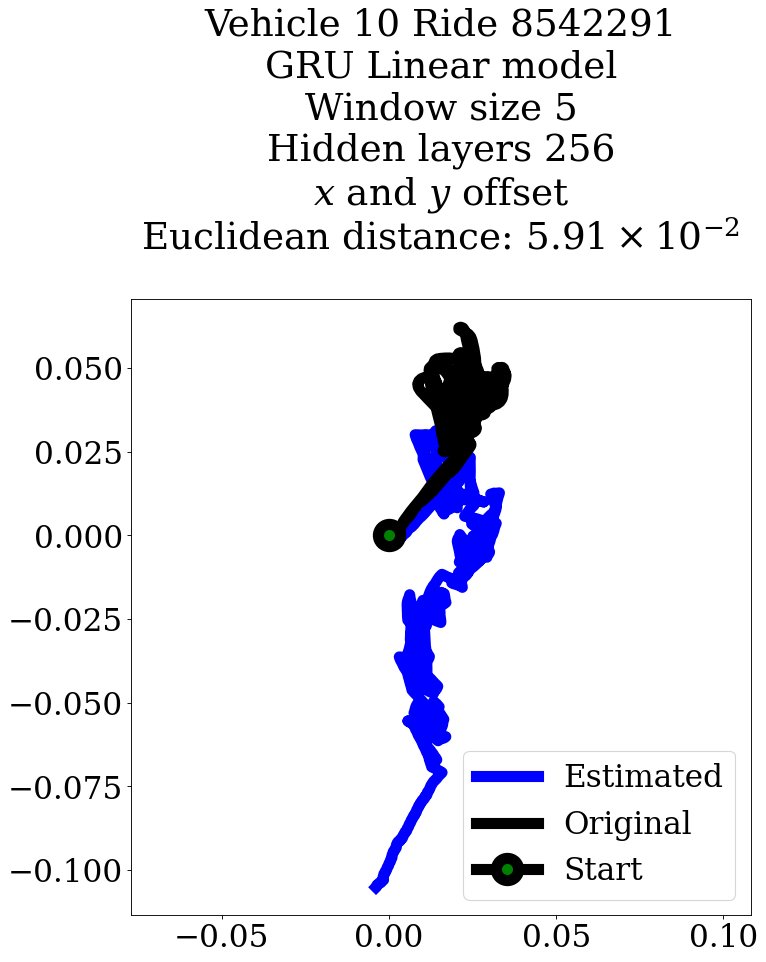 Vehicle 10 Ride 8542291
GRU Linear model
Window size 5
Hidden layers 256
x and y offset
Euclidean distance: 5.91 × 10⁻²
0.050
0.025
0.000
−0.025
−0.050
−0.075
−0.100
Estimated
Original
Start
−0.05
0.00
0.05
0.10